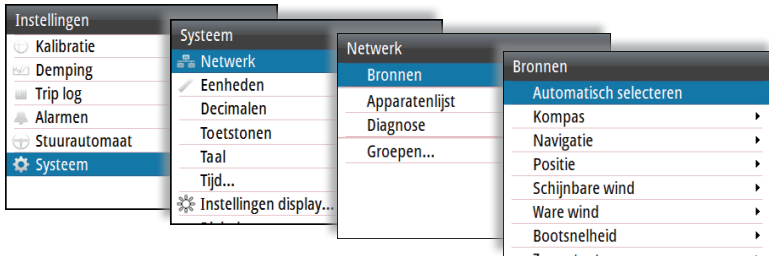 Instellingen
Kalibratie
Demping
Trip log
Alarmen
Stuurautomaat
Systeem
Systeem
Netwerk
Eenheden
Decimalen
Toetstonen
Taal
Tijd...
Instellingen display...
Netwerk
Bronnen
Apparatenlijst
Diagnose
Groepen...
Bronnen
Automatisch selecteren
Kompas
Navigatie
Positie
Schijnbare wind
Ware wind
Bootsnelheid